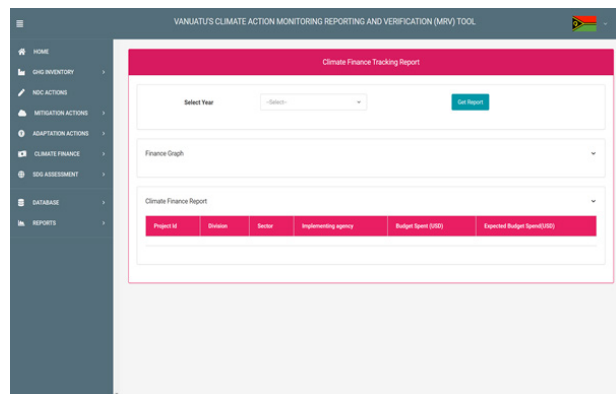 VANUATU'S CLIMATE ACTION MONITORING REPORTING AND VERIFICATION (MRV) TOOL
HOME
GHG INVENTORY
NDC ACTIONS
MITIGATION ACTIONS
ADAPTATION ACTIONS
CLIMATE FINANCE
SDG ASSESSMENT
DATABASE
REPORTS
Climate Finance Tracking Report
Select Year -Select- Get Report
Finance Graph
Climate Finance Report
Project Id Division Sector Implementing agency Budget Spent (USD) Expected Budget Spend(USD)